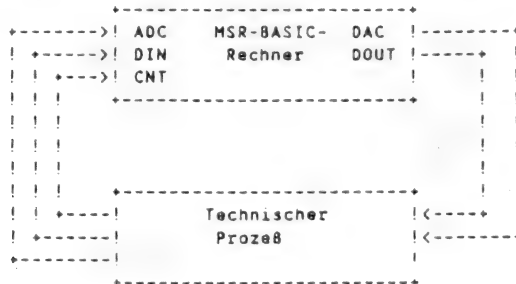 ADC MSR-BASIC- DAC
DIN Rechner DOUT
CNT
Technischer
Prozeß